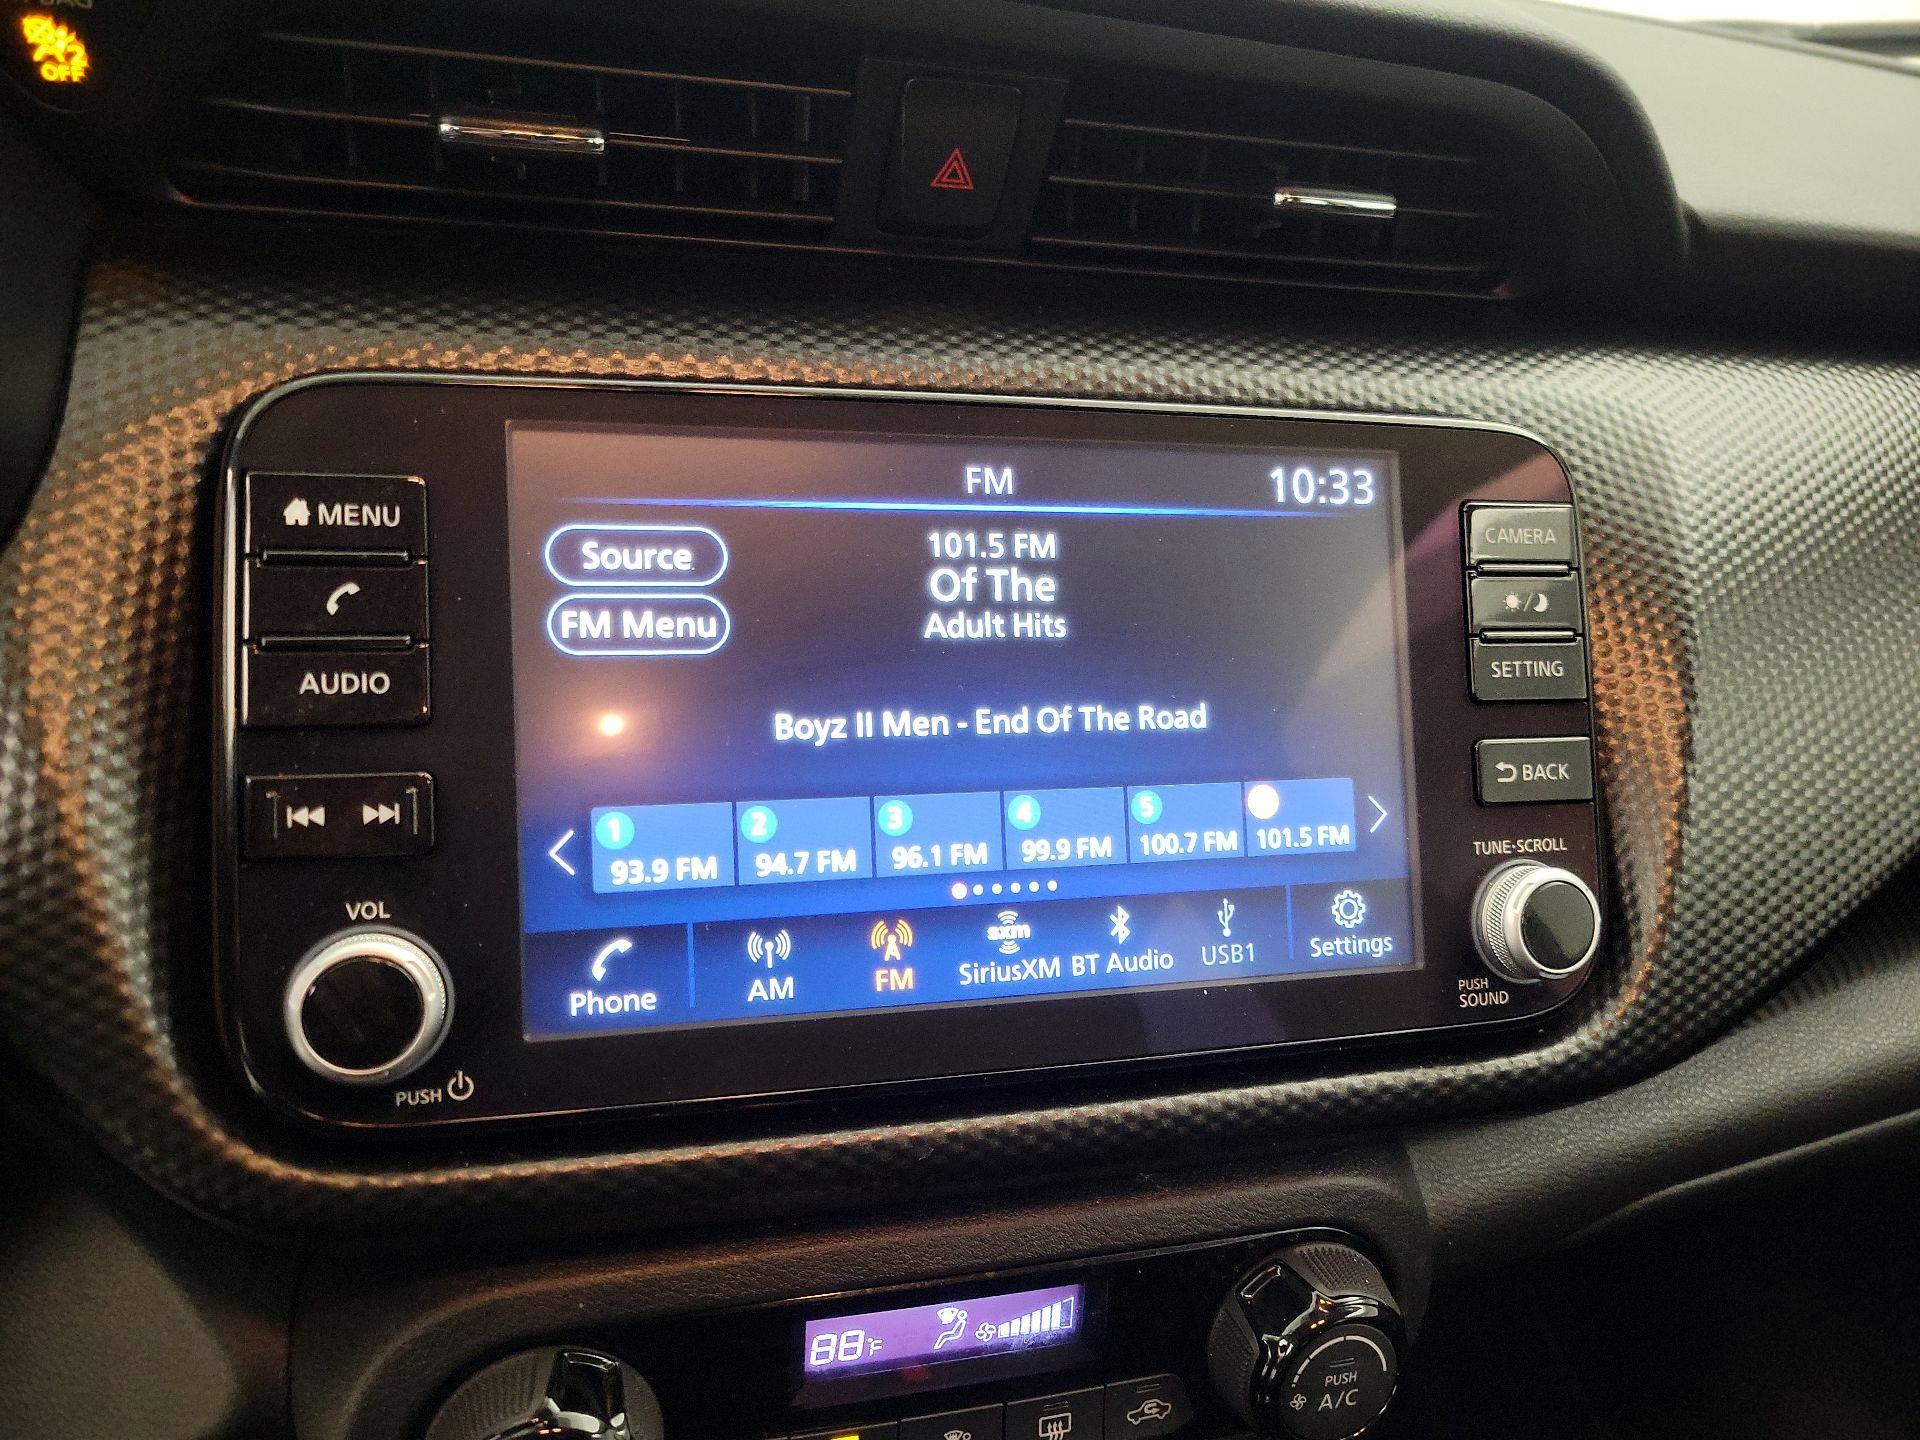 2
OFF
MENU
AUDIO
VOL
PUSH
FM
10:33
Source
FM Menu
101.5 FM
Of The
Adult Hits
Boyz II Men - End Of The Road
1
93.9 FM
2
94.7 FM
3
96.1 FM
4
99.9 FM
5
100.7 FM
101.5 FM
Phone
AM
FM
sxm
SiriusXM
BT Audio
USB1
Settings
CAMERA
SETTING
BACK
TUNE·SCROLL
PUSH
SOUND
88°F
PUSH
A/C